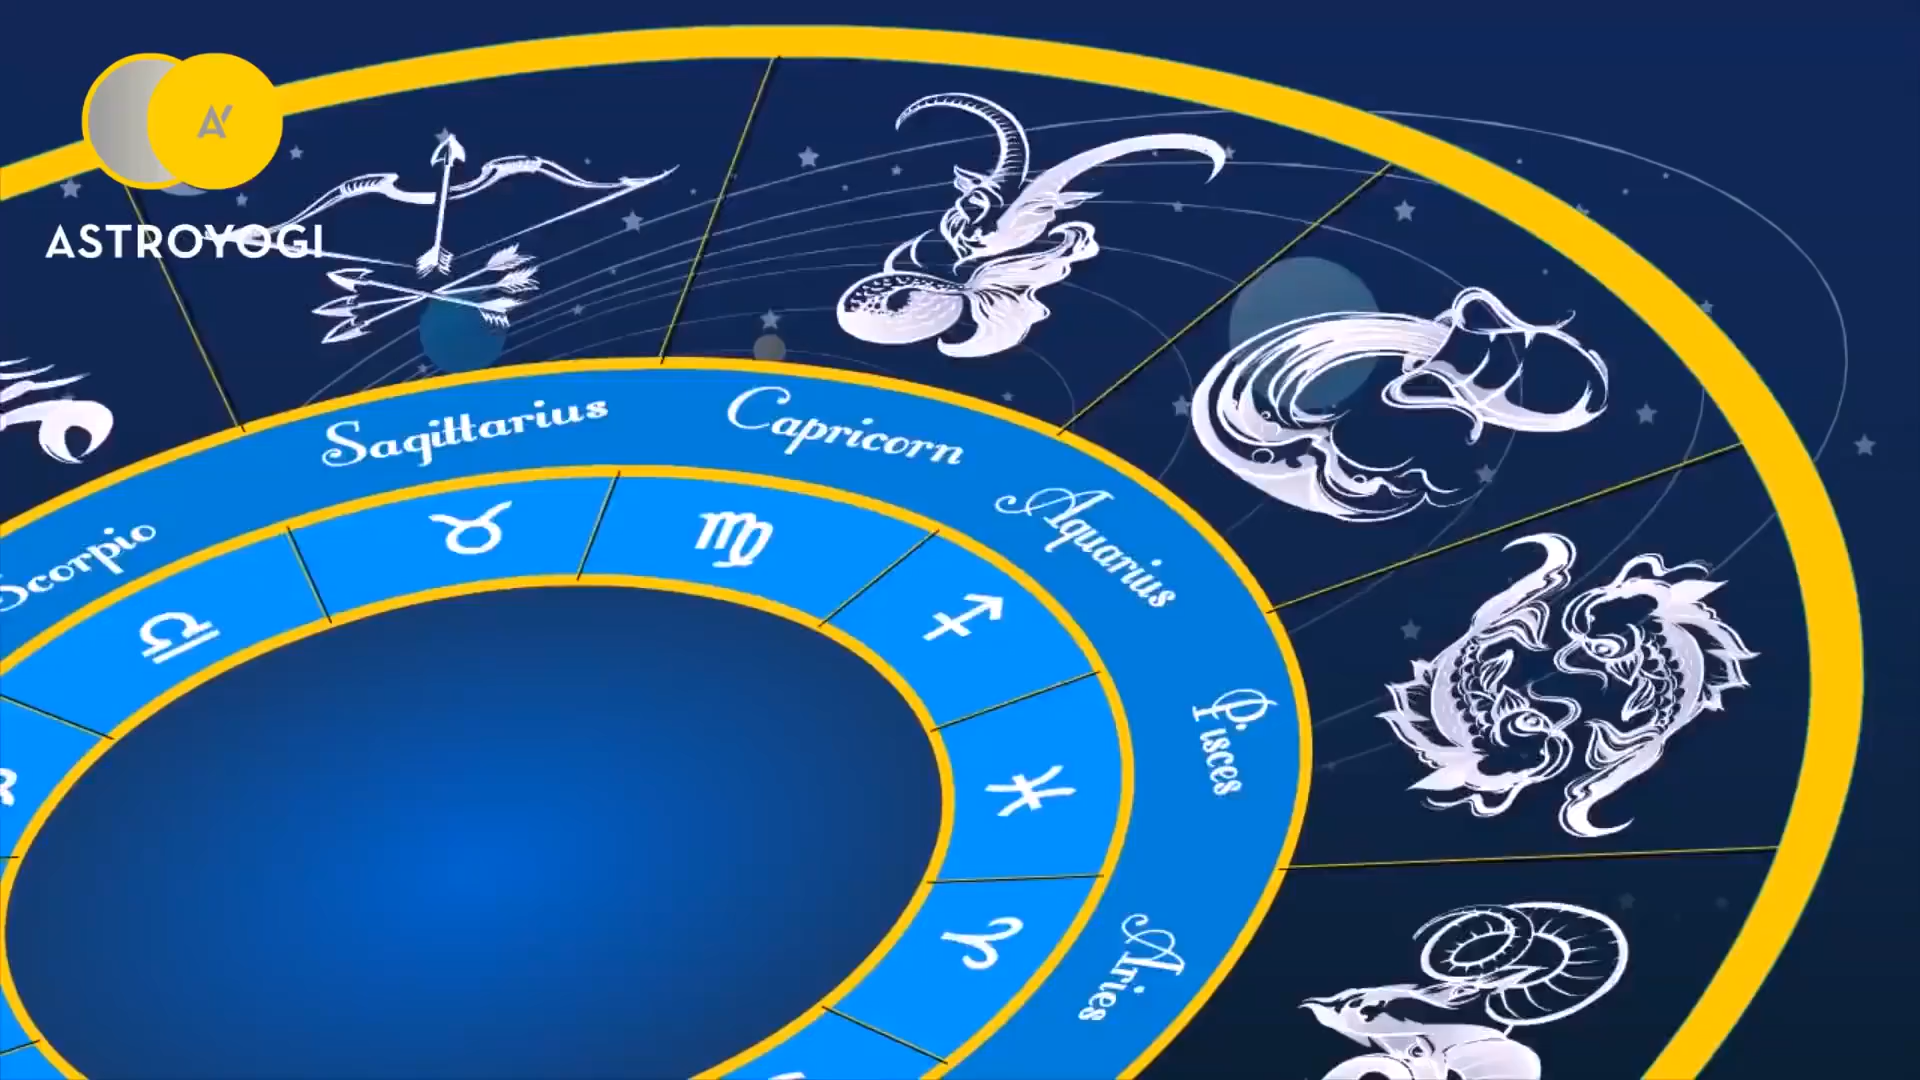 ASTROYOGI
Scorpio
Sagittarius
Capricorn
Aquarius
Pisces
Aries